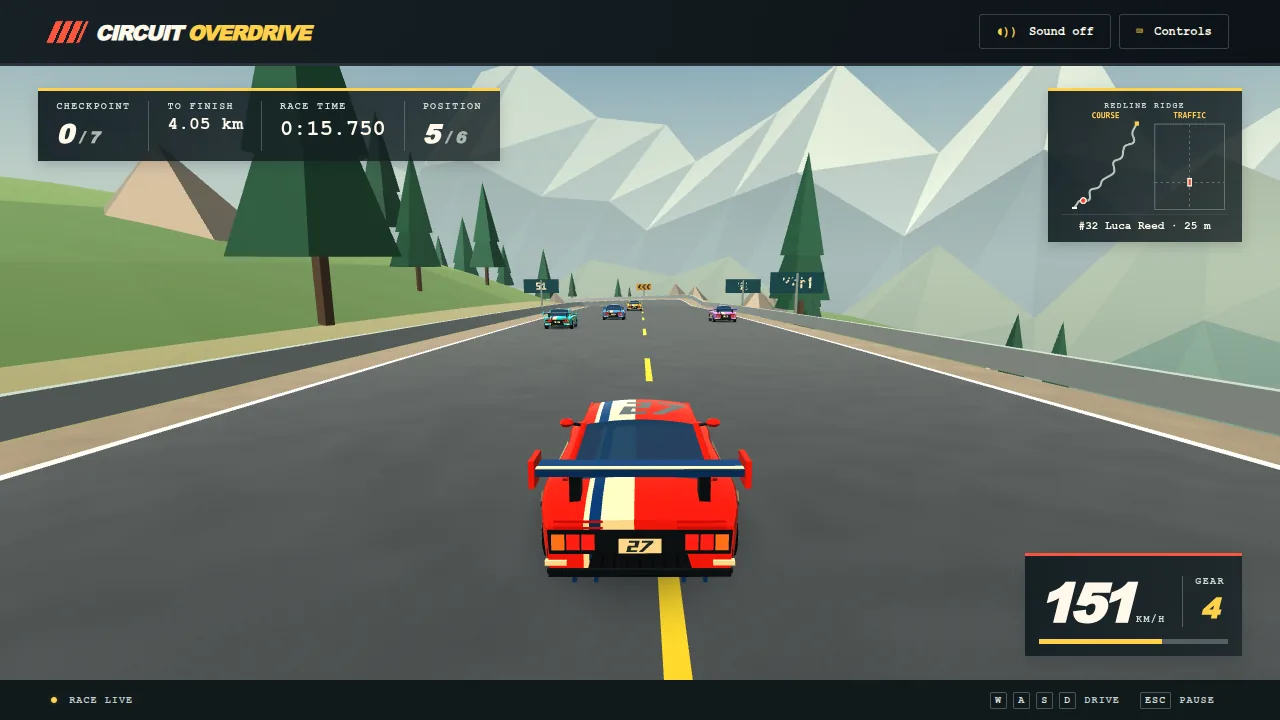 CIRCUIT OVERDRIVE
Sound off
Controls
CHECKPOINT
0/7
TO FINISH
4.05 km
RACE TIME
0:15.750
POSITION
5/6
REDLINE RIDGE
COURSE
TRAFFIC
#32 Luca Reed · 25 m
51
27
27
151 KM/H
GEAR
4
RACE LIVE
W A S D DRIVE
ESC PAUSE